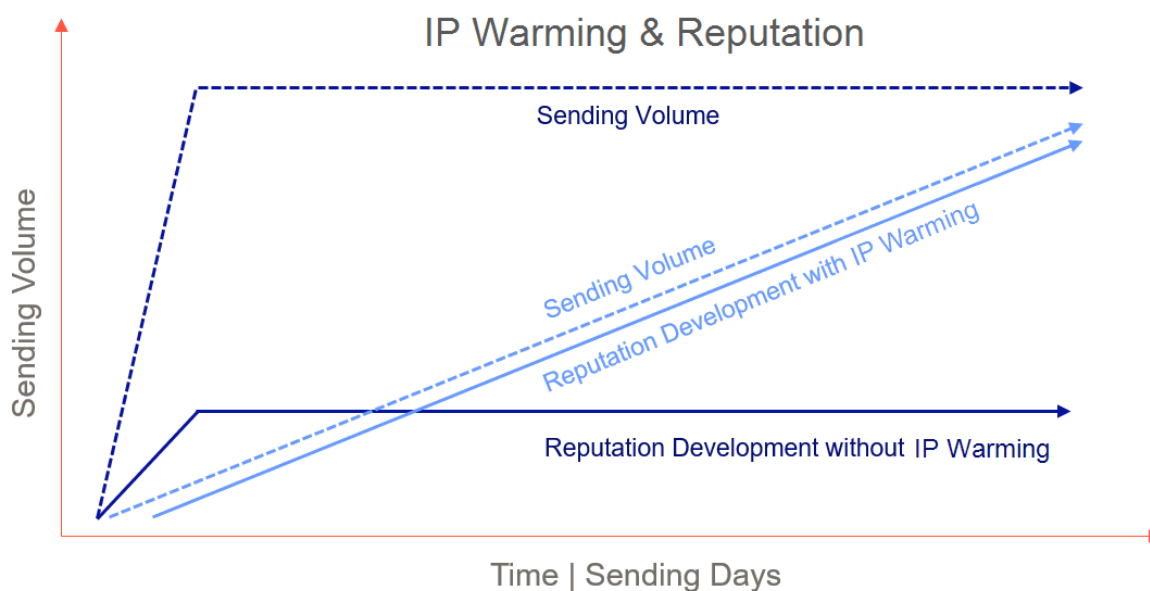 IP Warming & Reputation
Sending Volume
Sending Volume
Sending Volume
Reputation Development with IP Warming
Reputation Development without IP Warming
Time | Sending Days